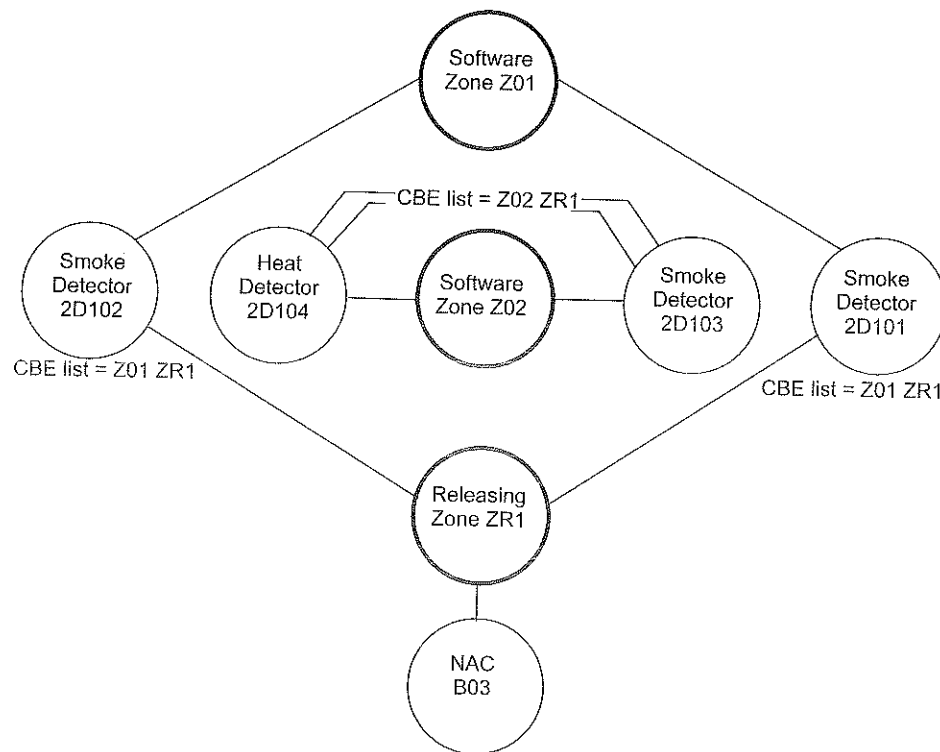 Software
Zone Z01
CBE list = Z02 ZR1
Smoke
Detector
2D102
Heat
Detector
2D104
Software
Zone Z02
Smoke
Detector
2D103
Smoke
Detector
2D101
CBE list = Z01 ZR1
CBE list = Z01 ZR1
Releasing
Zone ZR1
NAC
B03